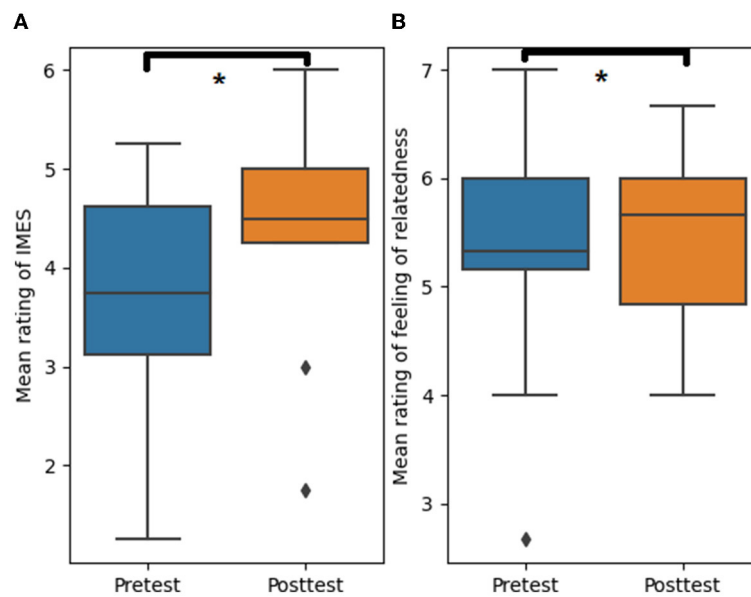 A
B
Mean rating of IMES
6
5
4
3
2
*
Pretest
Posttest
Mean rating of feeling of relatedness
7
6
5
4
3
*
Pretest
Posttest